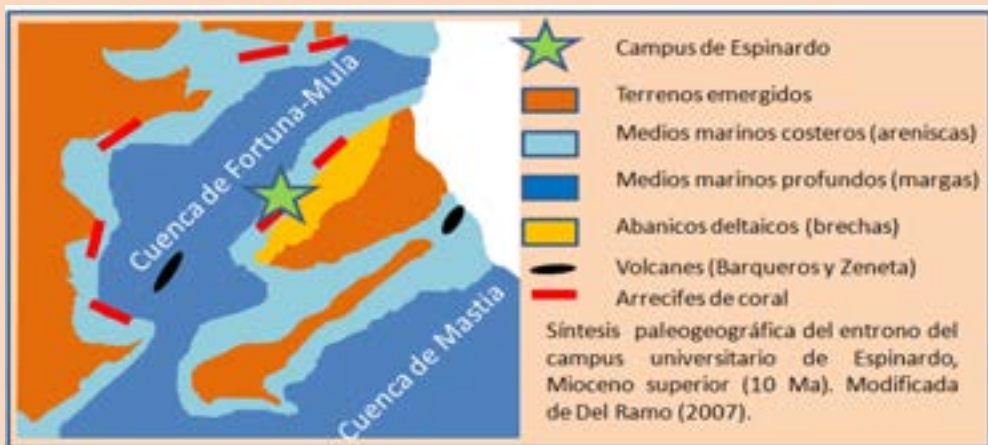 Cuenca de Fortuna-Mula
Cuenca de Mastia
Campus de Espinardo
Terrenos emergidos
Medios marinos costeros (areniscas)
Medios marinos profundos (margas)
Abanicos deltaicos (brechas)
Volcanes (Barqueros y Zeneta)
Arrecifes de coral
Síntesis paleogeográfica del entrono del
campus universitario de Espinardo,
Mioceno superior (10 Ma). Modificada
de Del Ramo (2007).